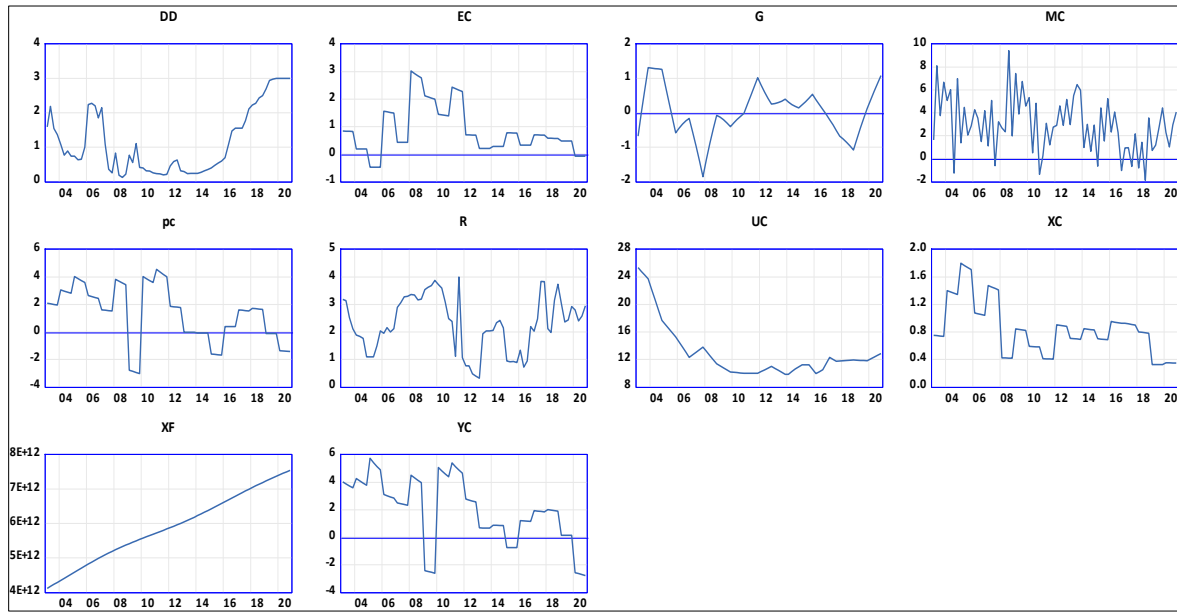 DD EC G MC
4 4 2 10
3 3 8
2 2 1 6
1 1 0 4
0 0 -1 2
-1 -2 0
-2
04 06 08 10 12 14 16 18 20 04 06 08 10 12 14 16 18 20 04 06 08 10 12 14 16 18 20 04 06 08 10 12 14 16 18 20
pc R UC XC
6 5 28 2.0
4 4 24 1.6
2 3 20 1.2
0 2 16 0.8
-2 1 12 0.4
-4 0 8 0.0
04 06 08 10 12 14 16 18 20 04 06 08 10 12 14 16 18 20 04 06 08 10 12 14 16 18 20 04 06 08 10 12 14 16 18 20
XF YC
8E+12 6
7E+12 4
6E+12 2
5E+12 0
4E+12 -2
-4
04 06 08 10 12 14 16 18 20 04 06 08 10 12 14 16 18 20